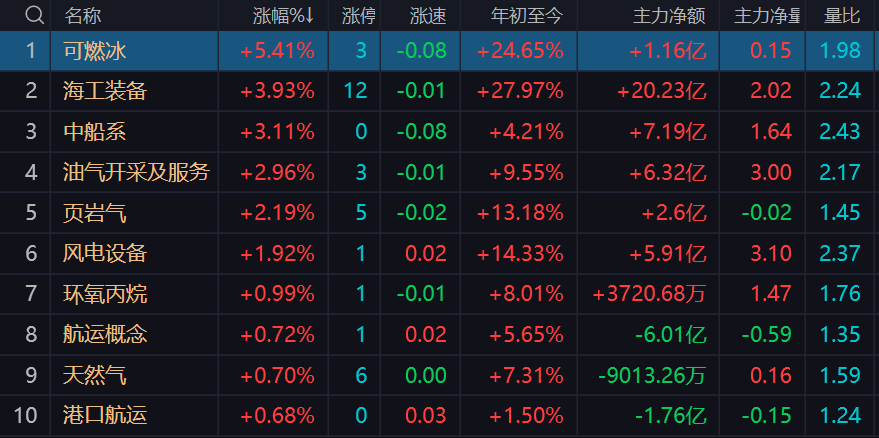 名称 涨幅%↓ 涨停 涨速 年初至今 主力净额 主力净量 量比
1 可燃冰 +5.41% 3 -0.08 +24.65% +1.16亿 0.15 1.98
2 海工装备 +3.93% 12 -0.01 +27.97% +20.23亿 2.02 2.24
3 中船系 +3.11% 0 -0.08 +4.21% +7.19亿 1.64 2.43
4 油气开采及服务 +2.96% 3 -0.01 +9.55% +6.32亿 3.00 2.17
5 页岩气 +2.19% 5 -0.02 +13.18% +2.6亿 -0.02 1.45
6 风电设备 +1.92% 1 0.02 +14.33% +5.91亿 3.10 2.37
7 环氧丙烷 +0.99% 1 -0.01 +8.01% +3720.68万 1.47 1.76
8 航运概念 +0.72% 1 0.02 +5.65% -6.01亿 -0.59 1.35
9 天然气 +0.70% 6 0.00 +7.31% -9013.26万 0.16 1.59
10 港口航运 +0.68% 0 0.03 +1.50% -1.76亿 -0.15 1.24